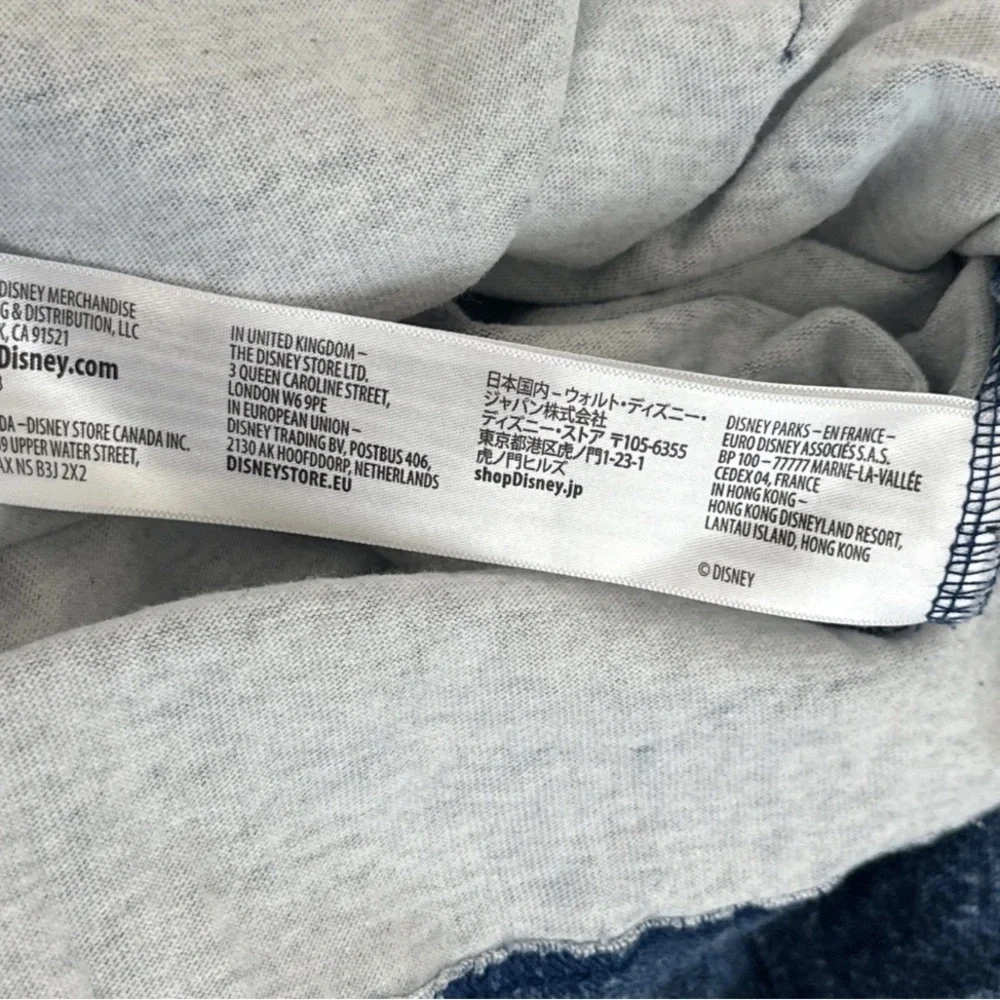 DISNEY MERCHANDISE
G & DISTRIBUTION, LLC
K, CA 91521
Disney.com
DA – DISNEY STORE CANADA INC.
9 UPPER WATER STREET,
AX NS B3J 2X2
IN UNITED KINGDOM –
THE DISNEY STORE LTD.
3 QUEEN CAROLINE STREET,
LONDON W6 9PE
IN EUROPEAN UNION –
DISNEY TRADING BV, POSTBUS 406,
2130 AK HOOFDDORP, NETHERLANDS
DISNEYSTORE.EU
日本国内 – ウォルト・ディズニー・
ジャパン株式会社
ディズニー・ストア 〒105-6355
東京都港区虎ノ門1-23-1
虎ノ門ヒルズ
shopDisney.jp
DISNEY PARKS – EN FRANCE –
EURO DISNEY ASSOCIÉS S.A.S.
BP 100 – 77777 MARNE-LA-VALLÉE
CEDEX 04, FRANCE
IN HONG KONG –
HONG KONG DISNEYLAND RESORT,
LANTAU ISLAND, HONG KONG
© DISNEY